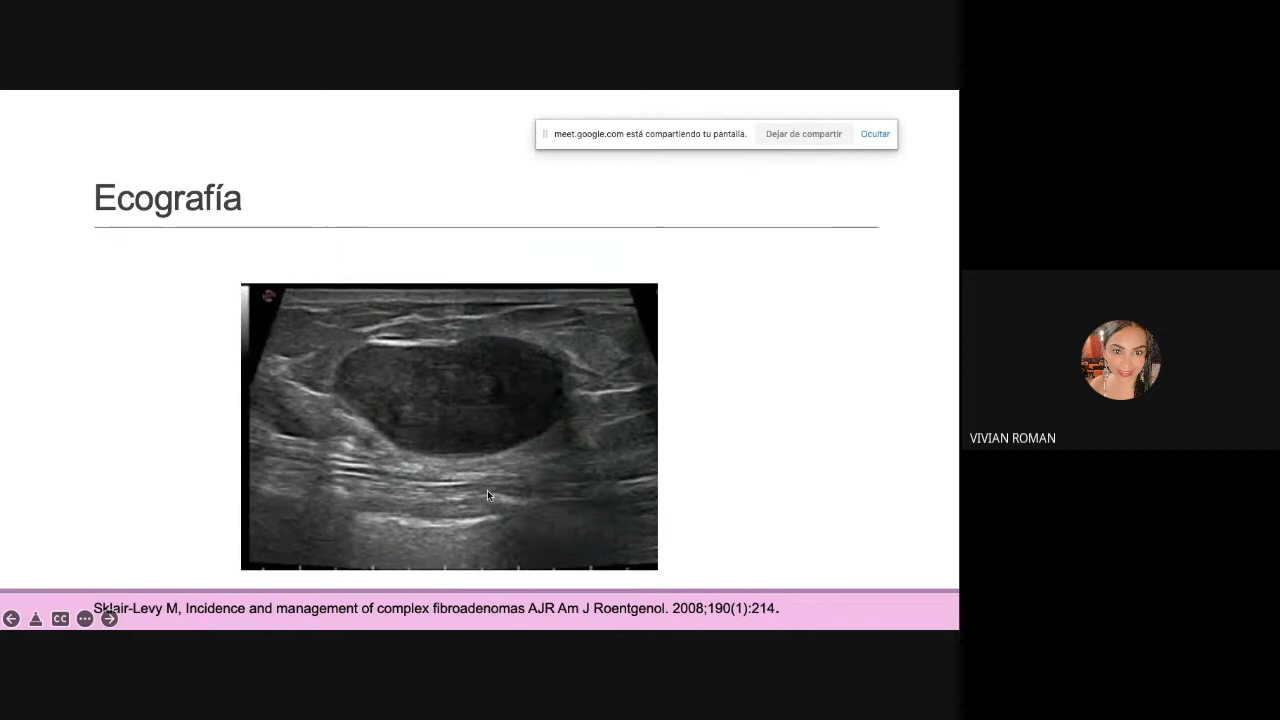 meet.google.com está compartiendo tu pantalla. Dejar de compartir Ocultar
Ecografía
VIVIAN ROMAN
Sklair-Levy M, Incidence and management of complex fibroadenomas AJR Am J Roentgenol. 2008;190(1):214.
CC